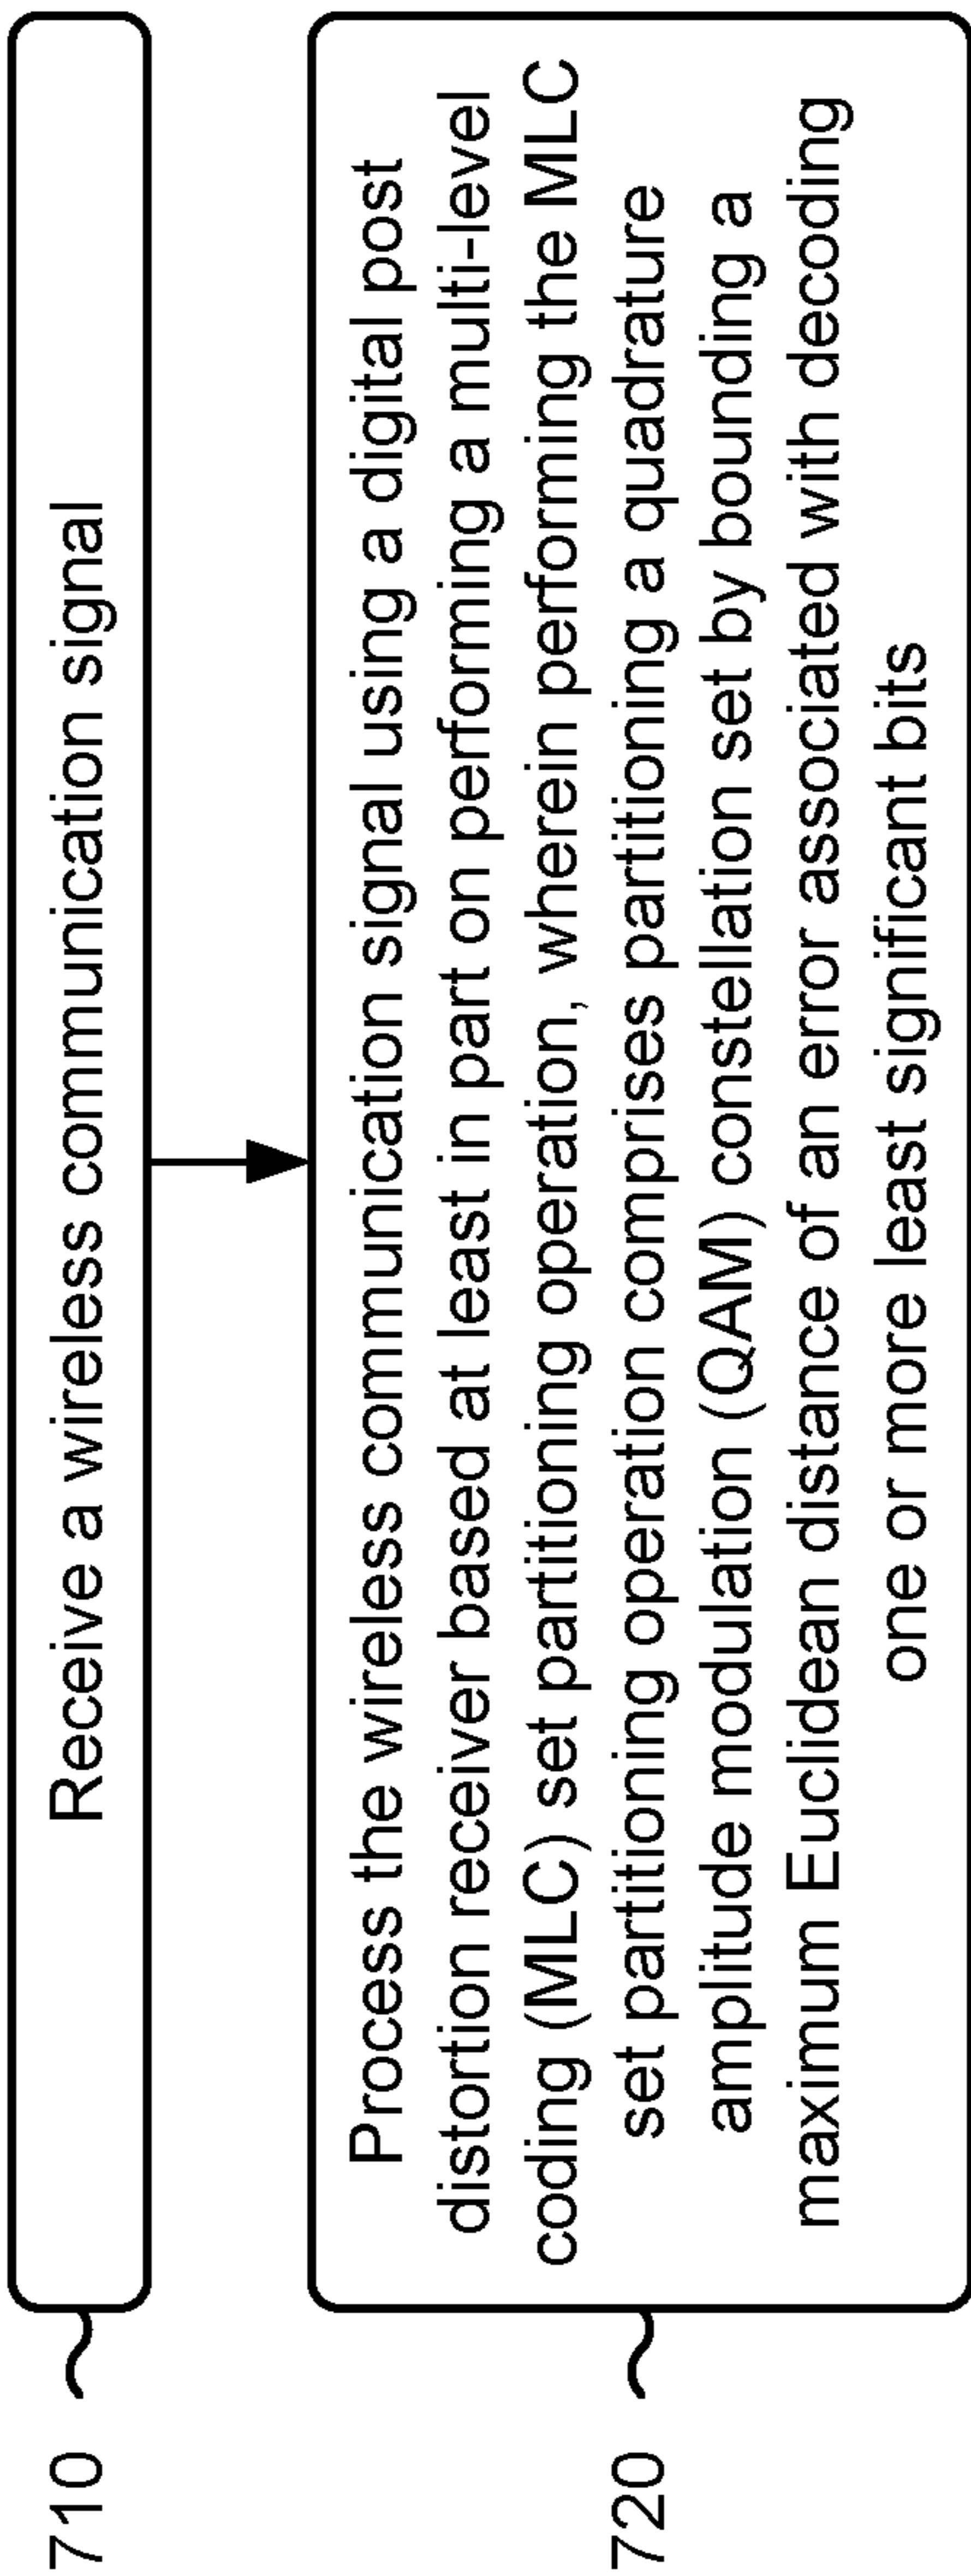 710
Receive a wireless communication signal
720
Process the wireless communication signal using a digital post
distortion receiver based at least in part on performing a multi-level
coding (MLC) set partitioning operation, wherein performing the MLC
set partitioning operation comprises partitioning a quadrature
amplitude modulation (QAM) constellation set by bounding a
maximum Euclidean distance of an error associated with decoding
one or more least significant bits